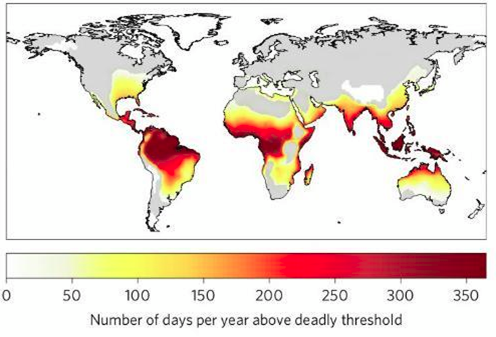 0 50 100 150 200 250 300 350
Number of days per year above deadly threshold